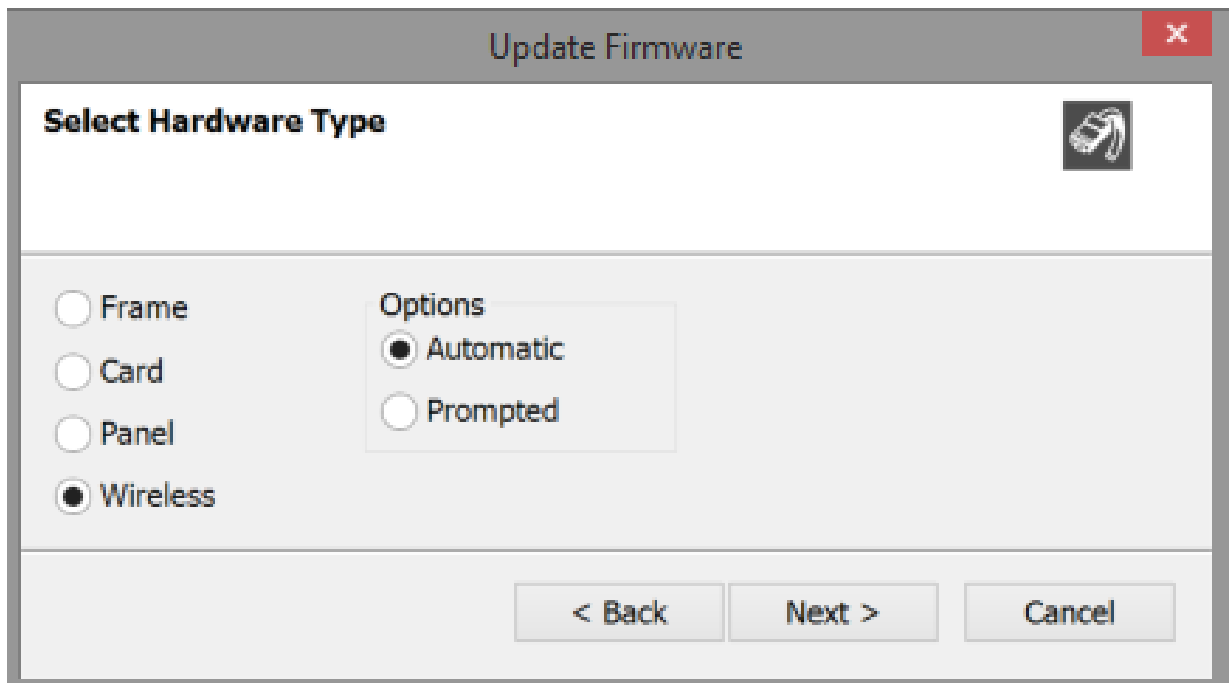 Update Firmware
x
Select Hardware Type
Frame
Card
Panel
Wireless
Options
Automatic
Prompted
< Back
Next >
Cancel